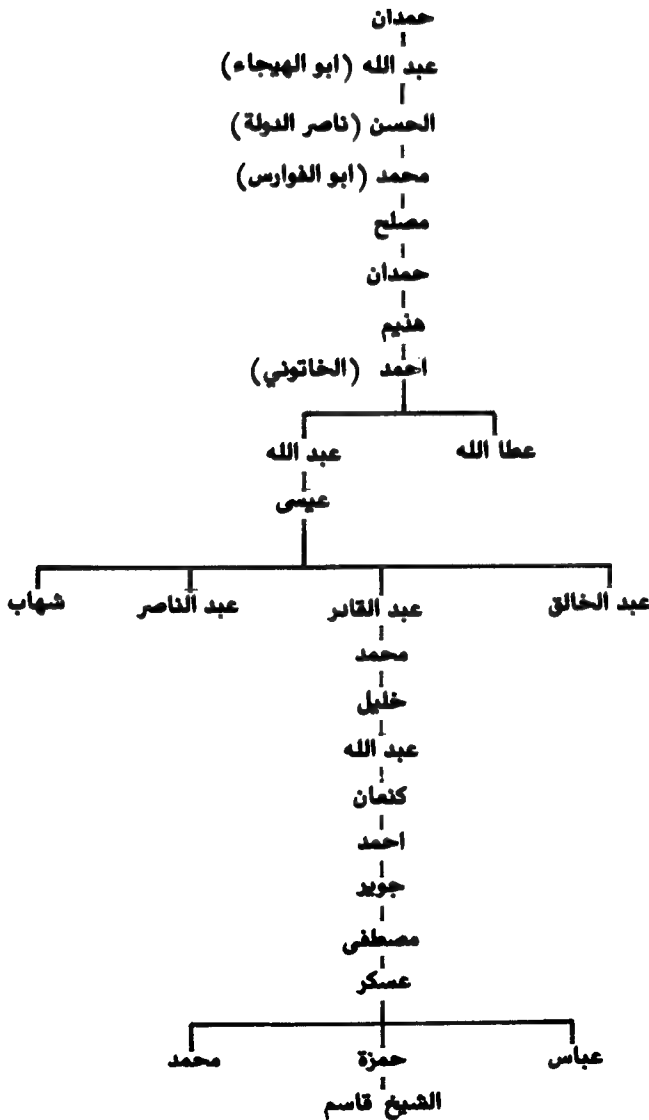 حمدان
عبد الله (ابو الهيجاء)
الحسن (ناصر الدولة)
محمد (ابو الفوارس)
مصلح
حمدان
هنيم
احمد (الخاتوني)
عطا الله عبد الله
عيسى
عبد الخالق عبد القادر عبد الناصر شهاب
محمد
خليل
عبد الله
كنعان
احمد
جوير
مصطفى
عسكر
عباس حمزة محمد
الشيخ قاسم